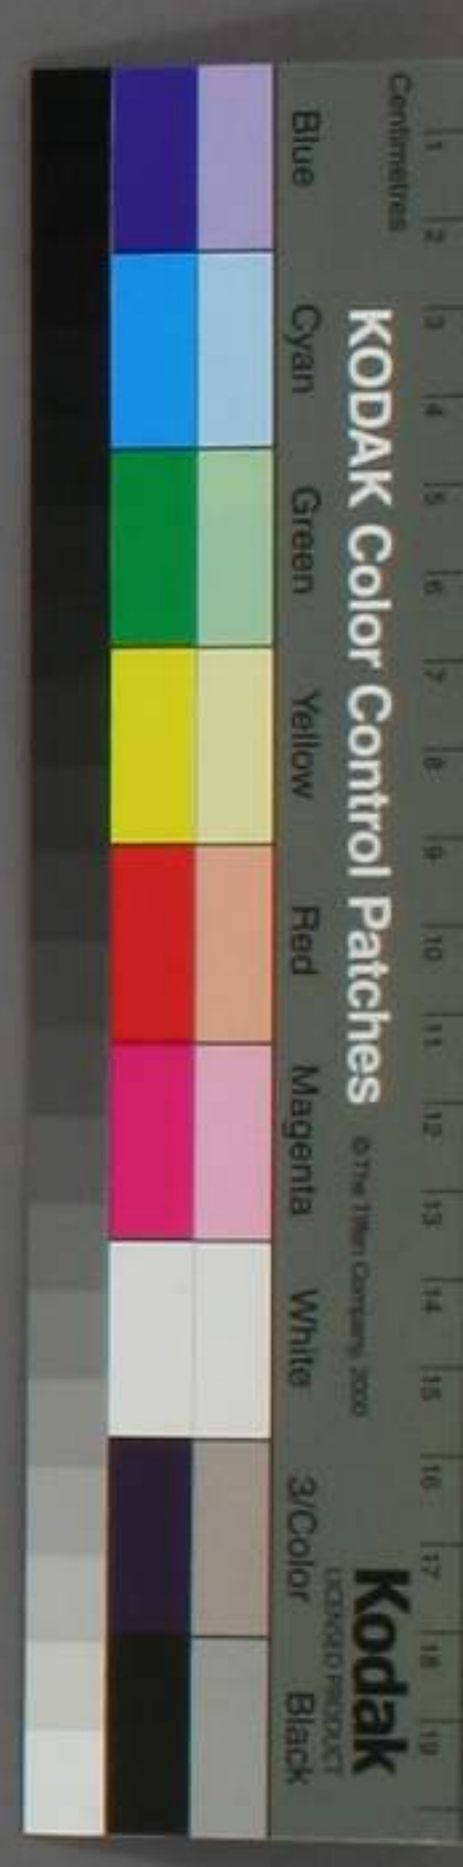 Centimetres
1 2 3 4 5 6 7 8 9 10 11 12 13 14 15 16 17 18 19
KODAK Color Control Patches
© The Tiffen Company, 2000
Kodak
LICENSED PRODUCT
Blue Cyan Green Yellow Red Magenta White 3/Color Black